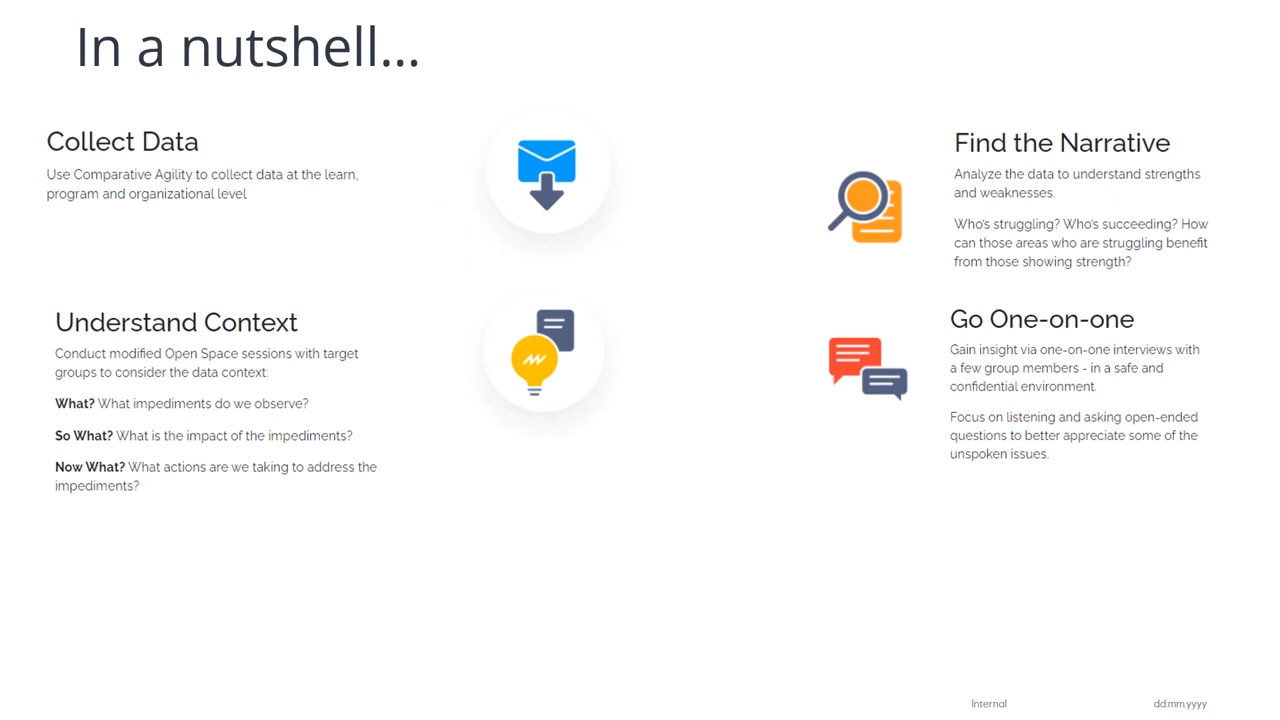 In a nutshell...
Collect Data
Use Comparative Agility to collect data at the learn,
program and organizational level
Find the Narrative
Analyze the data to understand strengths
and weaknesses.
Who's struggling? Who's succeeding? How
can those areas who are struggling benefit
from those showing strength?
Understand Context
Conduct modified Open Space sessions with target
groups to consider the data context:
What? What impediments do we observe?
So What? What is the impact of the impediments?
Now What? What actions are we taking to address the
impediments?
Go One-on-one
Gain insight via one-on-one interviews with
a few group members - in a safe and
confidential environment.
Focus on listening and asking open-ended
questions to better appreciate some of the
unspoken issues.
Internal
dd.mm.yyyy